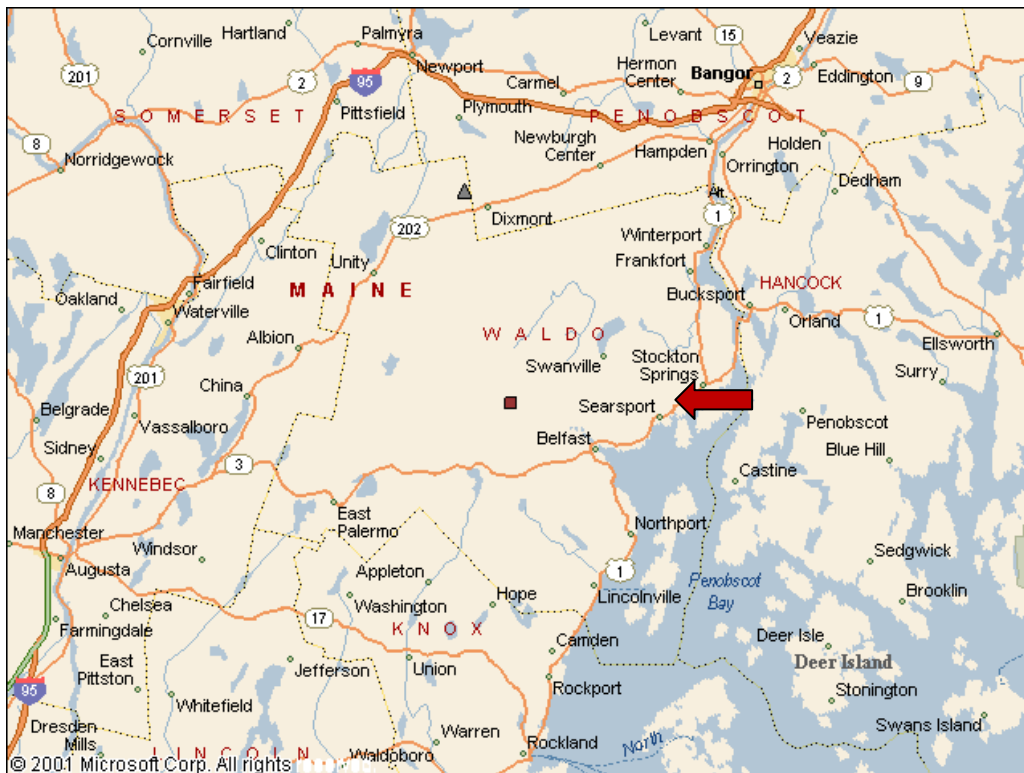 Hartland
Palmyra
Levant
15
Veazie
Cornville
Newport
Hermon
Center
Bangor
2
Eddington
201
2
95
Carmel
9
Pittsfield
Plymouth
SOMERSET
PENOBSCOT
8
Newburgh
Center
Hampden
Holden
Norridgewock
Orrington
Dedham
Alt.
1
Dixmont
202
Winterport
Clinton
Unity
Frankfort
Fairfield
MAINE
Bucksport
HANCOCK
Oakland
Waterville
Orland
1
Albion
WALDO
Ellsworth
Swanville
Stockton
Springs
201
China
Surry
Belgrade
Searsport
Vassalboro
Penobscot
Sidney
Belfast
Blue Hill
3
Castine
KENNEBEC
8
East
Palermo
Northport
Manchester
Windsor
Sedgwick
Augusta
Appleton
1
Penobscot
Bay
Brooklin
Chelsea
Washington
Hope
Lincolnville
17
Farmingdale
KNOX
Camden
Deer Isle
East
Pittston
Jefferson
Union
Deer Island
95
Rockport
Stonington
Whitefield
Swans Island
Dresden
Mills
Warren
LINCOLN
Waldoboro
Rockland
North
© 2001 Microsoft Corp. All rights